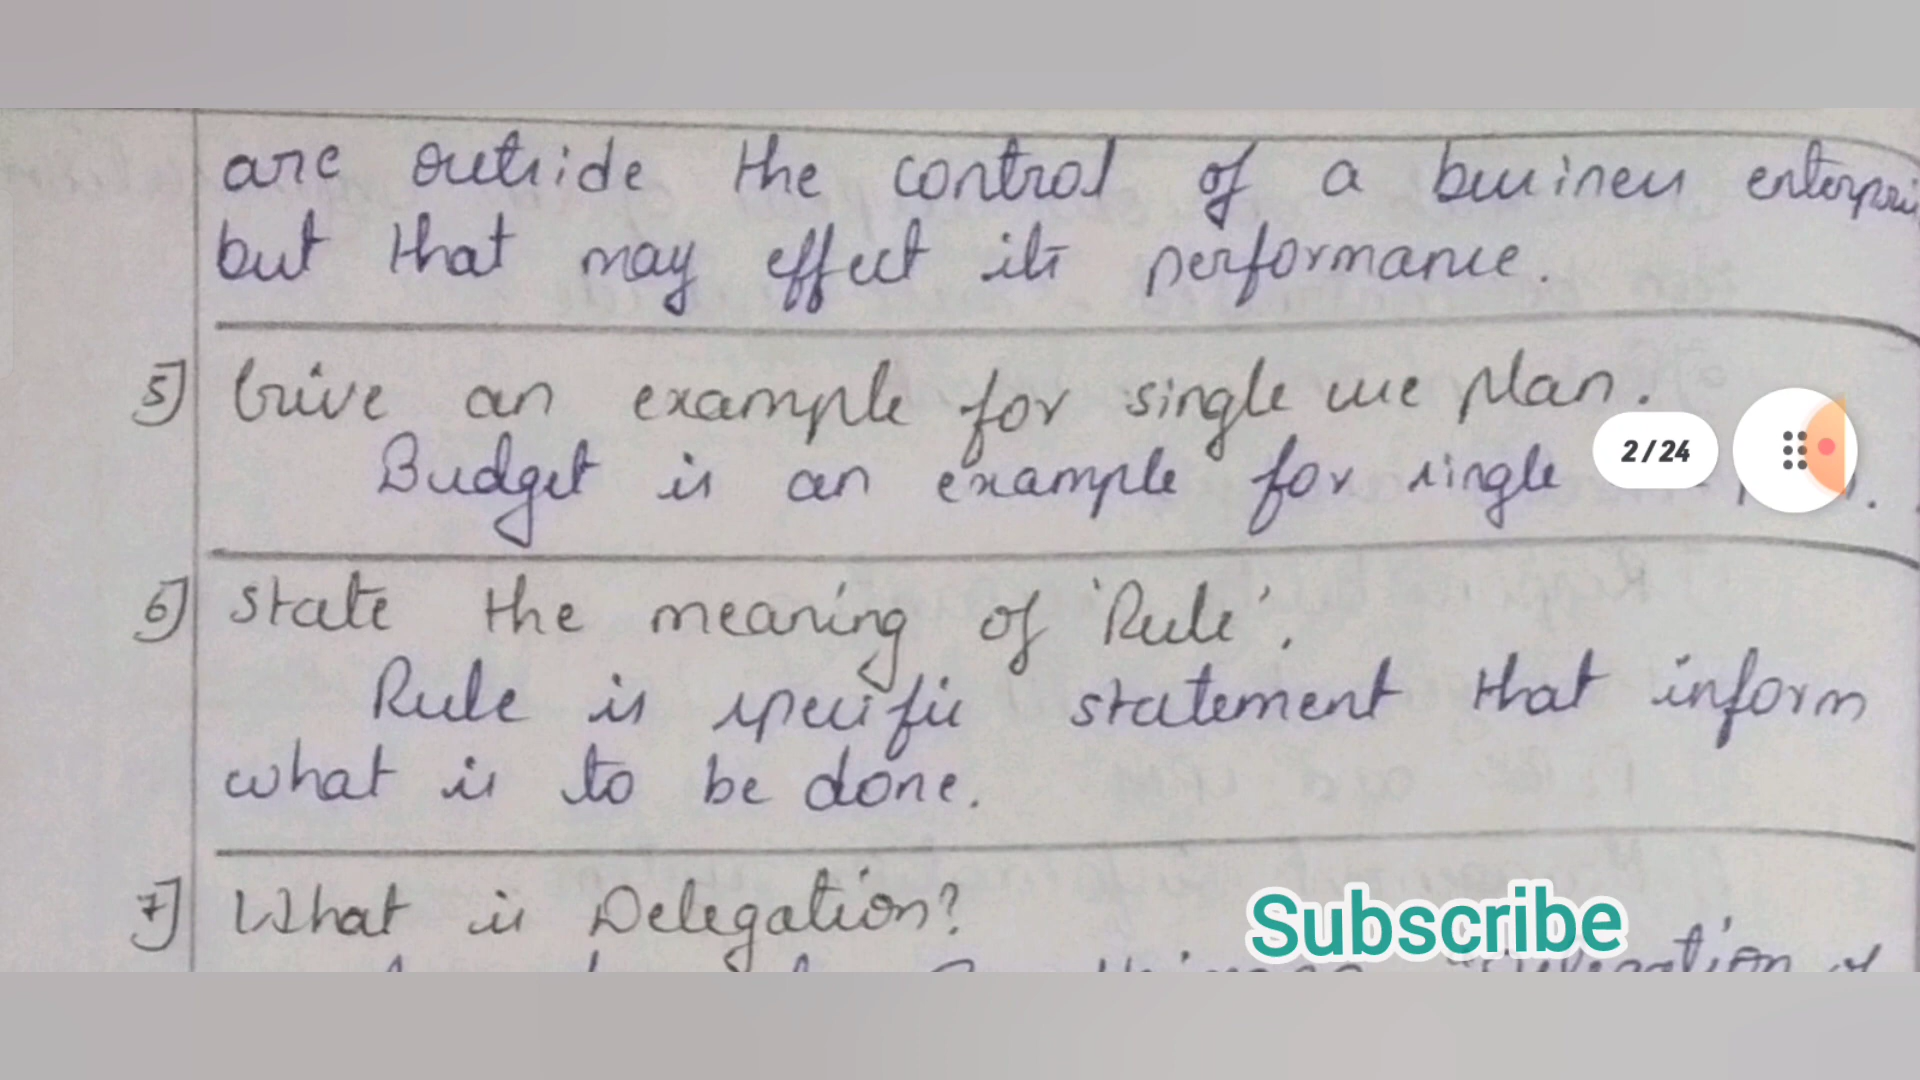 are outside the control of a business
but that may effect its performance.
5] Give an example for single use plan.
Budget is an example for single
2/24
6] State the meaning of 'Rule'.
Rule is specific statement that inform
what is to be done.
7] What is Delegation?
Subscribe